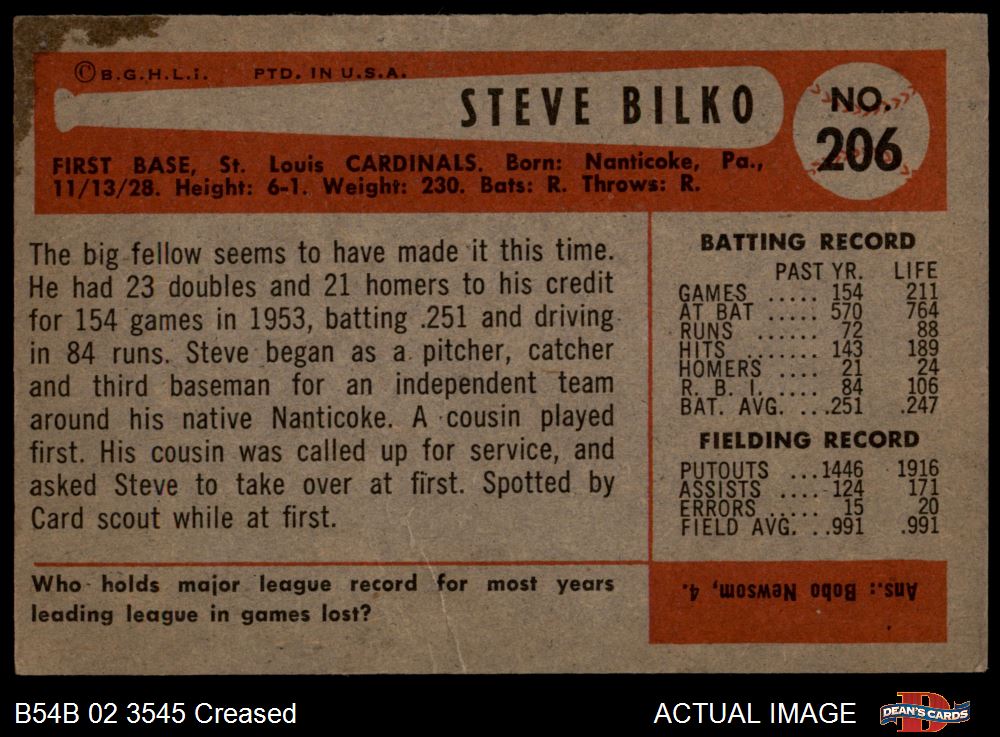 ©B.G.H.L.I. PTD. IN U.S.A.
STEVE BILKO
NO.
206
FIRST BASE, St. Louis CARDINALS. Born: Nanticoke, Pa.,
11/13/28. Height: 6-1. Weight: 230. Bats: R. Throws: R.
The big fellow seems to have made it this time.
He had 23 doubles and 21 homers to his credit
for 154 games in 1953, batting .251 and driving
in 84 runs. Steve began as a pitcher, catcher
and third baseman for an independent team
around his native Nanticoke. A cousin played
first. His cousin was called up for service, and
asked Steve to take over at first. Spotted by
Card scout while at first.
BATTING RECORD
PAST YR. LIFE
GAMES ..... 154 211
AT BAT ..... 570 764
RUNS ...... 72 88
HITS ....... 143 189
HOMERS .... 21 24
R. B. I. .... 84 106
BAT. AVG. ...251 .247
FIELDING RECORD
PUTOUTS ...1446 1916
ASSISTS .... 124 171
ERRORS .... 15 20
FIELD AVG. ..991 .991
Who holds major league record for most years
leading league in games lost?
Ans.: Bobo Newsom, 4.
B54B 02 3545 Creased
ACTUAL IMAGE
D
DEAN'S CARDS